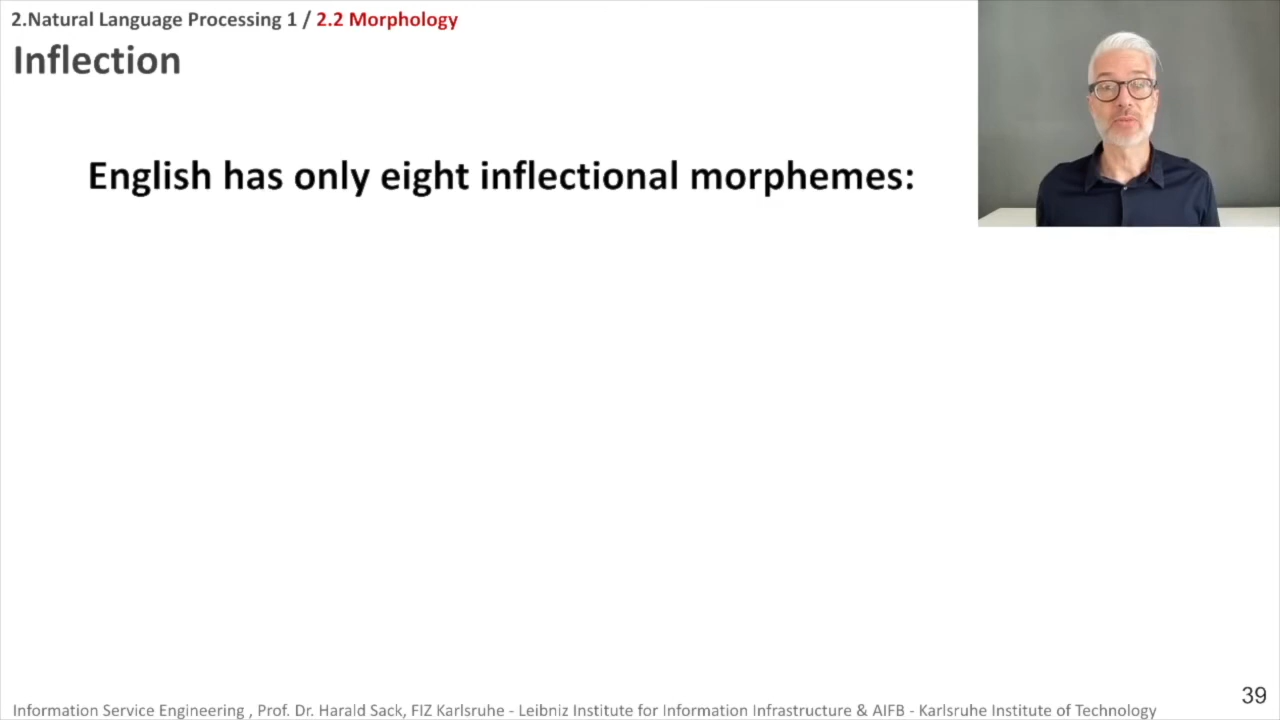 2.Natural Language Processing 1 / 2.2 Morphology
Inflection
English has only eight inflectional morphemes:
39
Information Service Engineering , Prof. Dr. Harald Sack, FIZ Karlsruhe - Leibniz Institute for Information Infrastructure & AIFB - Karlsruhe Institute of Technology